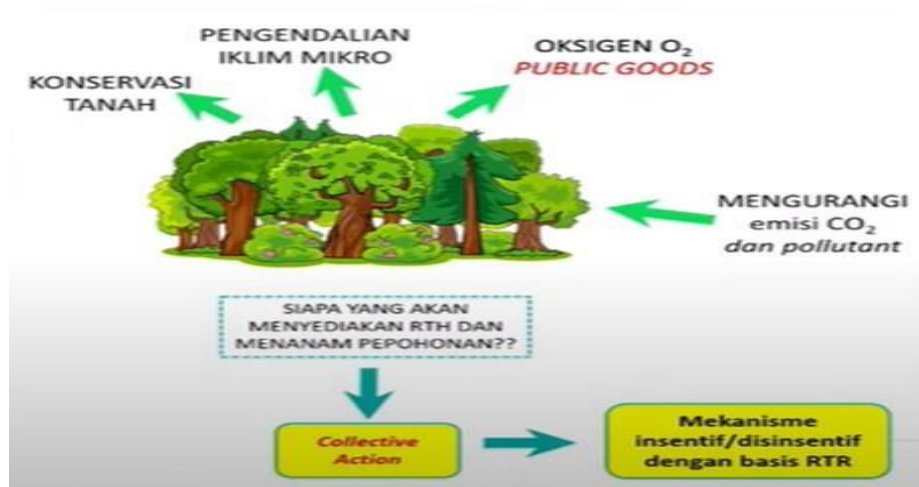 PENGENDALIAN
IKLIM MIKRO
OKSIGEN O₂
PUBLIC GOODS
KONSERVASI
TANAH
MENGURANGI
emisi CO₂
dan pollutant
SIAPA YANG AKAN
MENYEDIAKAN RTH DAN
MENANAM PEPOHONAN??
Collective
Action
Mekanisme
insentif/disinsentif
dengan basis RTR